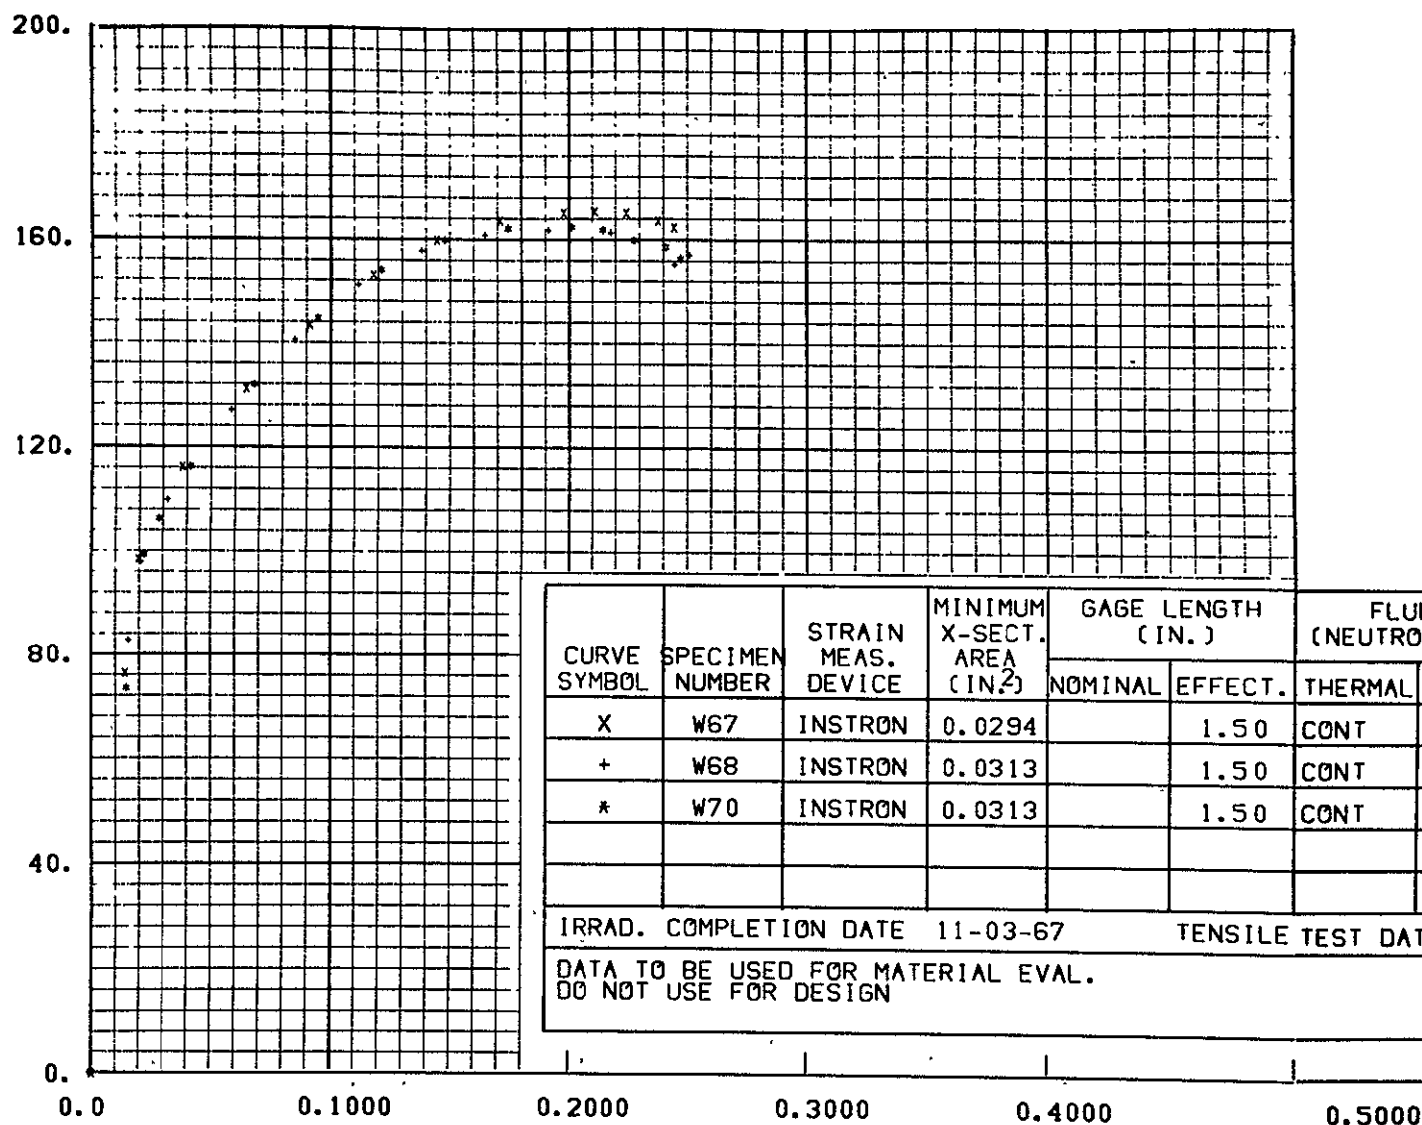 200.
160.
120.
80.
40.
0.
0.0 0.1000 0.2000 0.3000 0.4000 0.5000
CURVE SYMBOL SPECIMEN NUMBER STRAIN MEAS. DEVICE MINIMUM X-SECT. AREA (IN.2) GAGE LENGTH (IN.) NOMINAL EFFECT. THERMAL
X W67 INSTRON 0.0294 1.50 CONT
+ W68 INSTRON 0.0313 1.50 CONT
* W70 INSTRON 0.0313 1.50 CONT
IRRAD. COMPLETION DATE 11-03-67 TENSILE TEST DAT
DATA TO BE USED FOR MATERIAL EVAL.
DO NOT USE FOR DESIGN